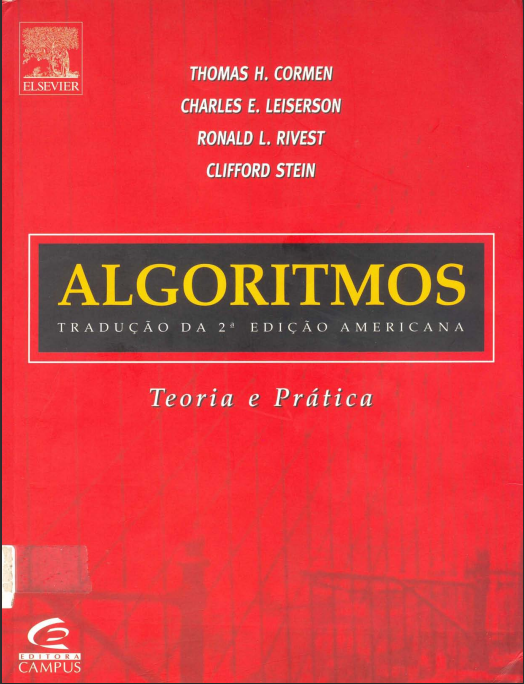 ELSEVIER
THOMAS H. CORMEN
CHARLES E. LEISERSON
RONALD L. RIVEST
CLIFFORD STEIN
ALGORITMOS
TRADUÇÃO DA 2ª EDIÇÃO AMERICANA
Teoria e Prática
EDITORA
CAMPUS